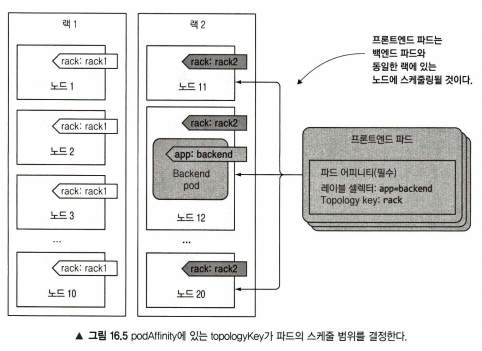 랙 1
rack: rack1
노드 1
rack: rack1
노드 2
rack: rack1
노드 3
...
rack: rack1
노드 10
랙 2
rack: rack2
노드 11
rack: rack2
app: backend
Backend
pod
노드 12
...
rack: rack2
노드 20
프론트엔드 파드는
백엔드 파드와
동일한 랙에 있는
노드에 스케줄링될 것이다.
프론트엔드 파드
파드 어피니티(필수)
레이블 셀렉터: app=backend
Topology key: rack
▲ 그림 16.5 podAffinity에 있는 topologyKey가 파드의 스케줄 범위를 결정한다.